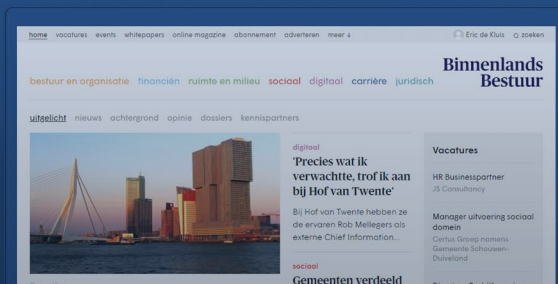 home vacatures events whitepapers online magazine abonnement adverteren meer ↓ Eric de Kluis zoeken
Binnenlands
Bestuur
bestuur en organisatie financiën ruimte en milieu sociaal digitaal carrière juridisch
uitgelicht nieuws achtergrond opinie dossiers kennispartners
digitaal
'Precies wat ik
verwachtte, trof ik aan
bij Hof van Twente'
Bij Hof van Twente hebben ze
de ervaren Rob Mellegers als
externe Chief Information...
sociaal
Gemeenten verdeeld
Vacatures
HR Businesspartner
JS Consultancy
Manager uitvoering sociaal
domein
Certus Groep namens
Gemeente Schouwen-
Duiveland